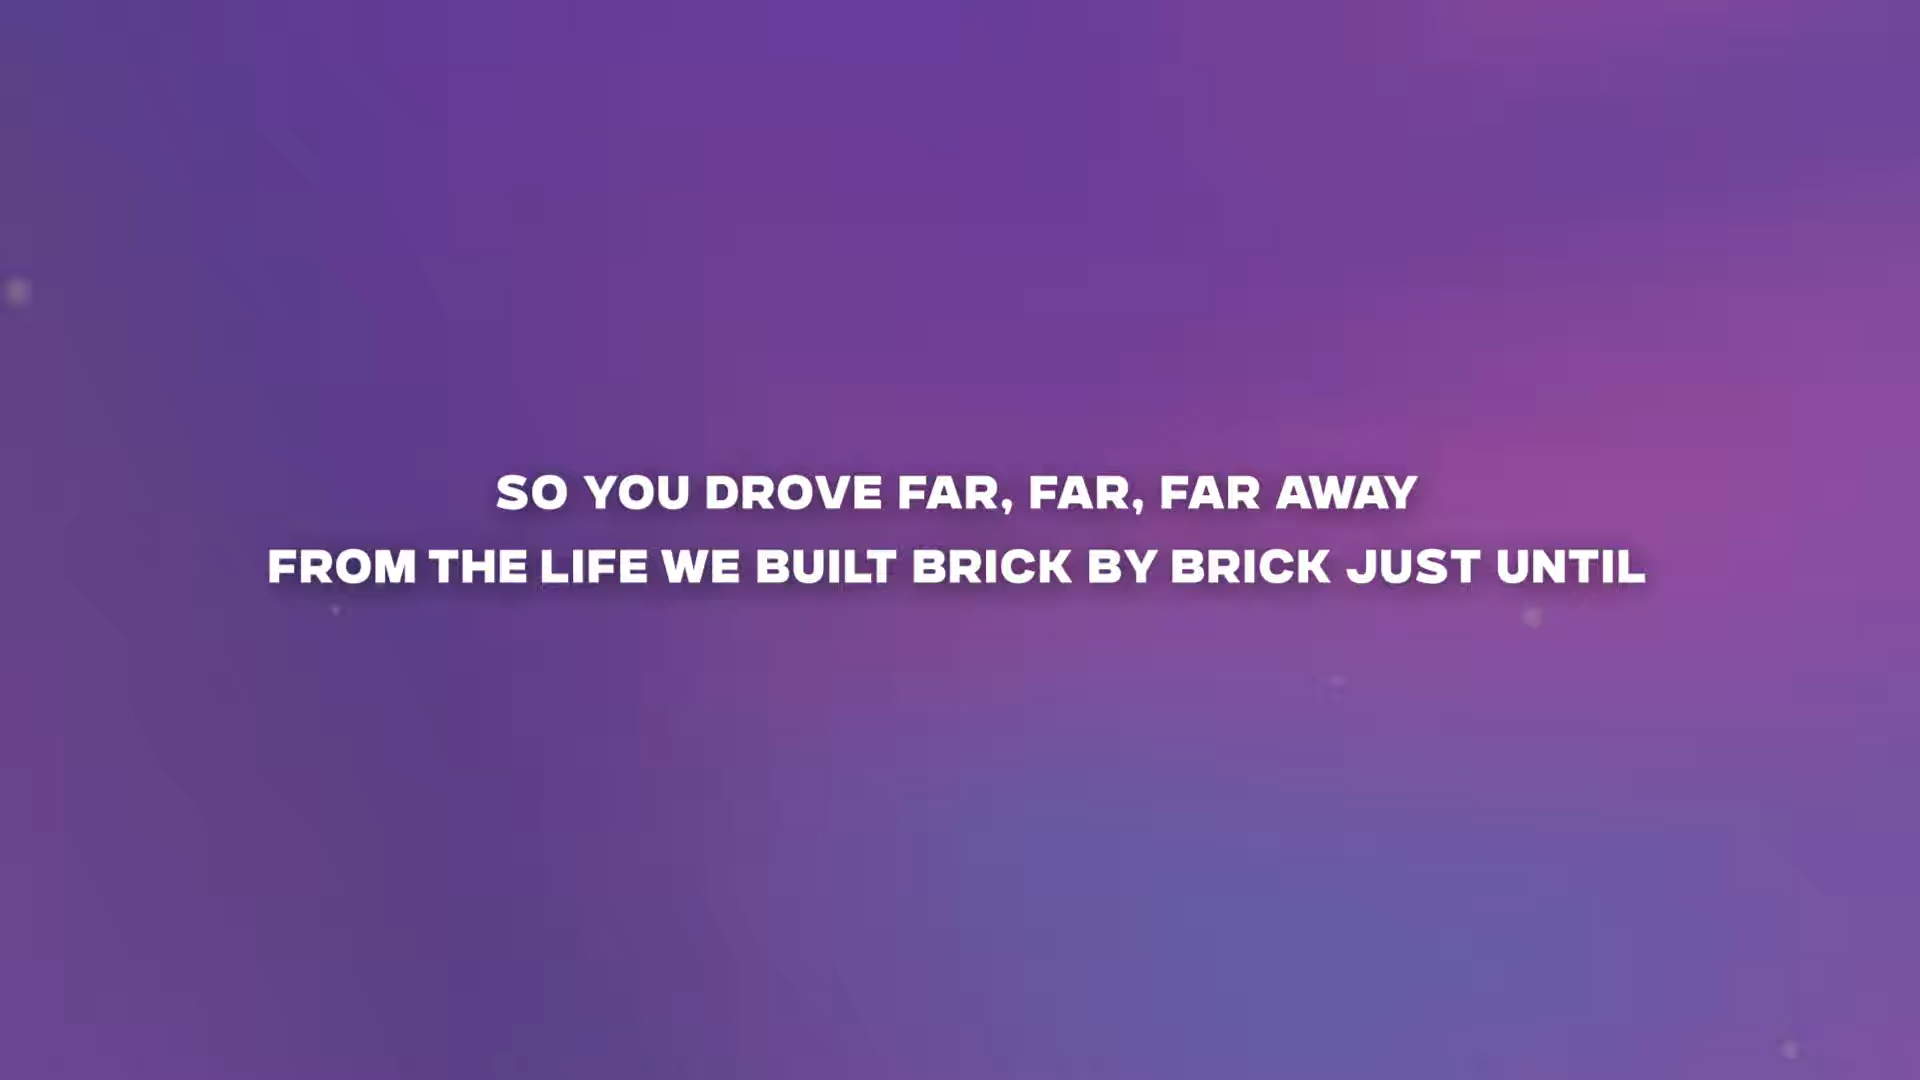 SO YOU DROVE FAR, FAR, FAR AWAY
FROM THE LIFE WE BUILT BRICK BY BRICK JUST UNTIL